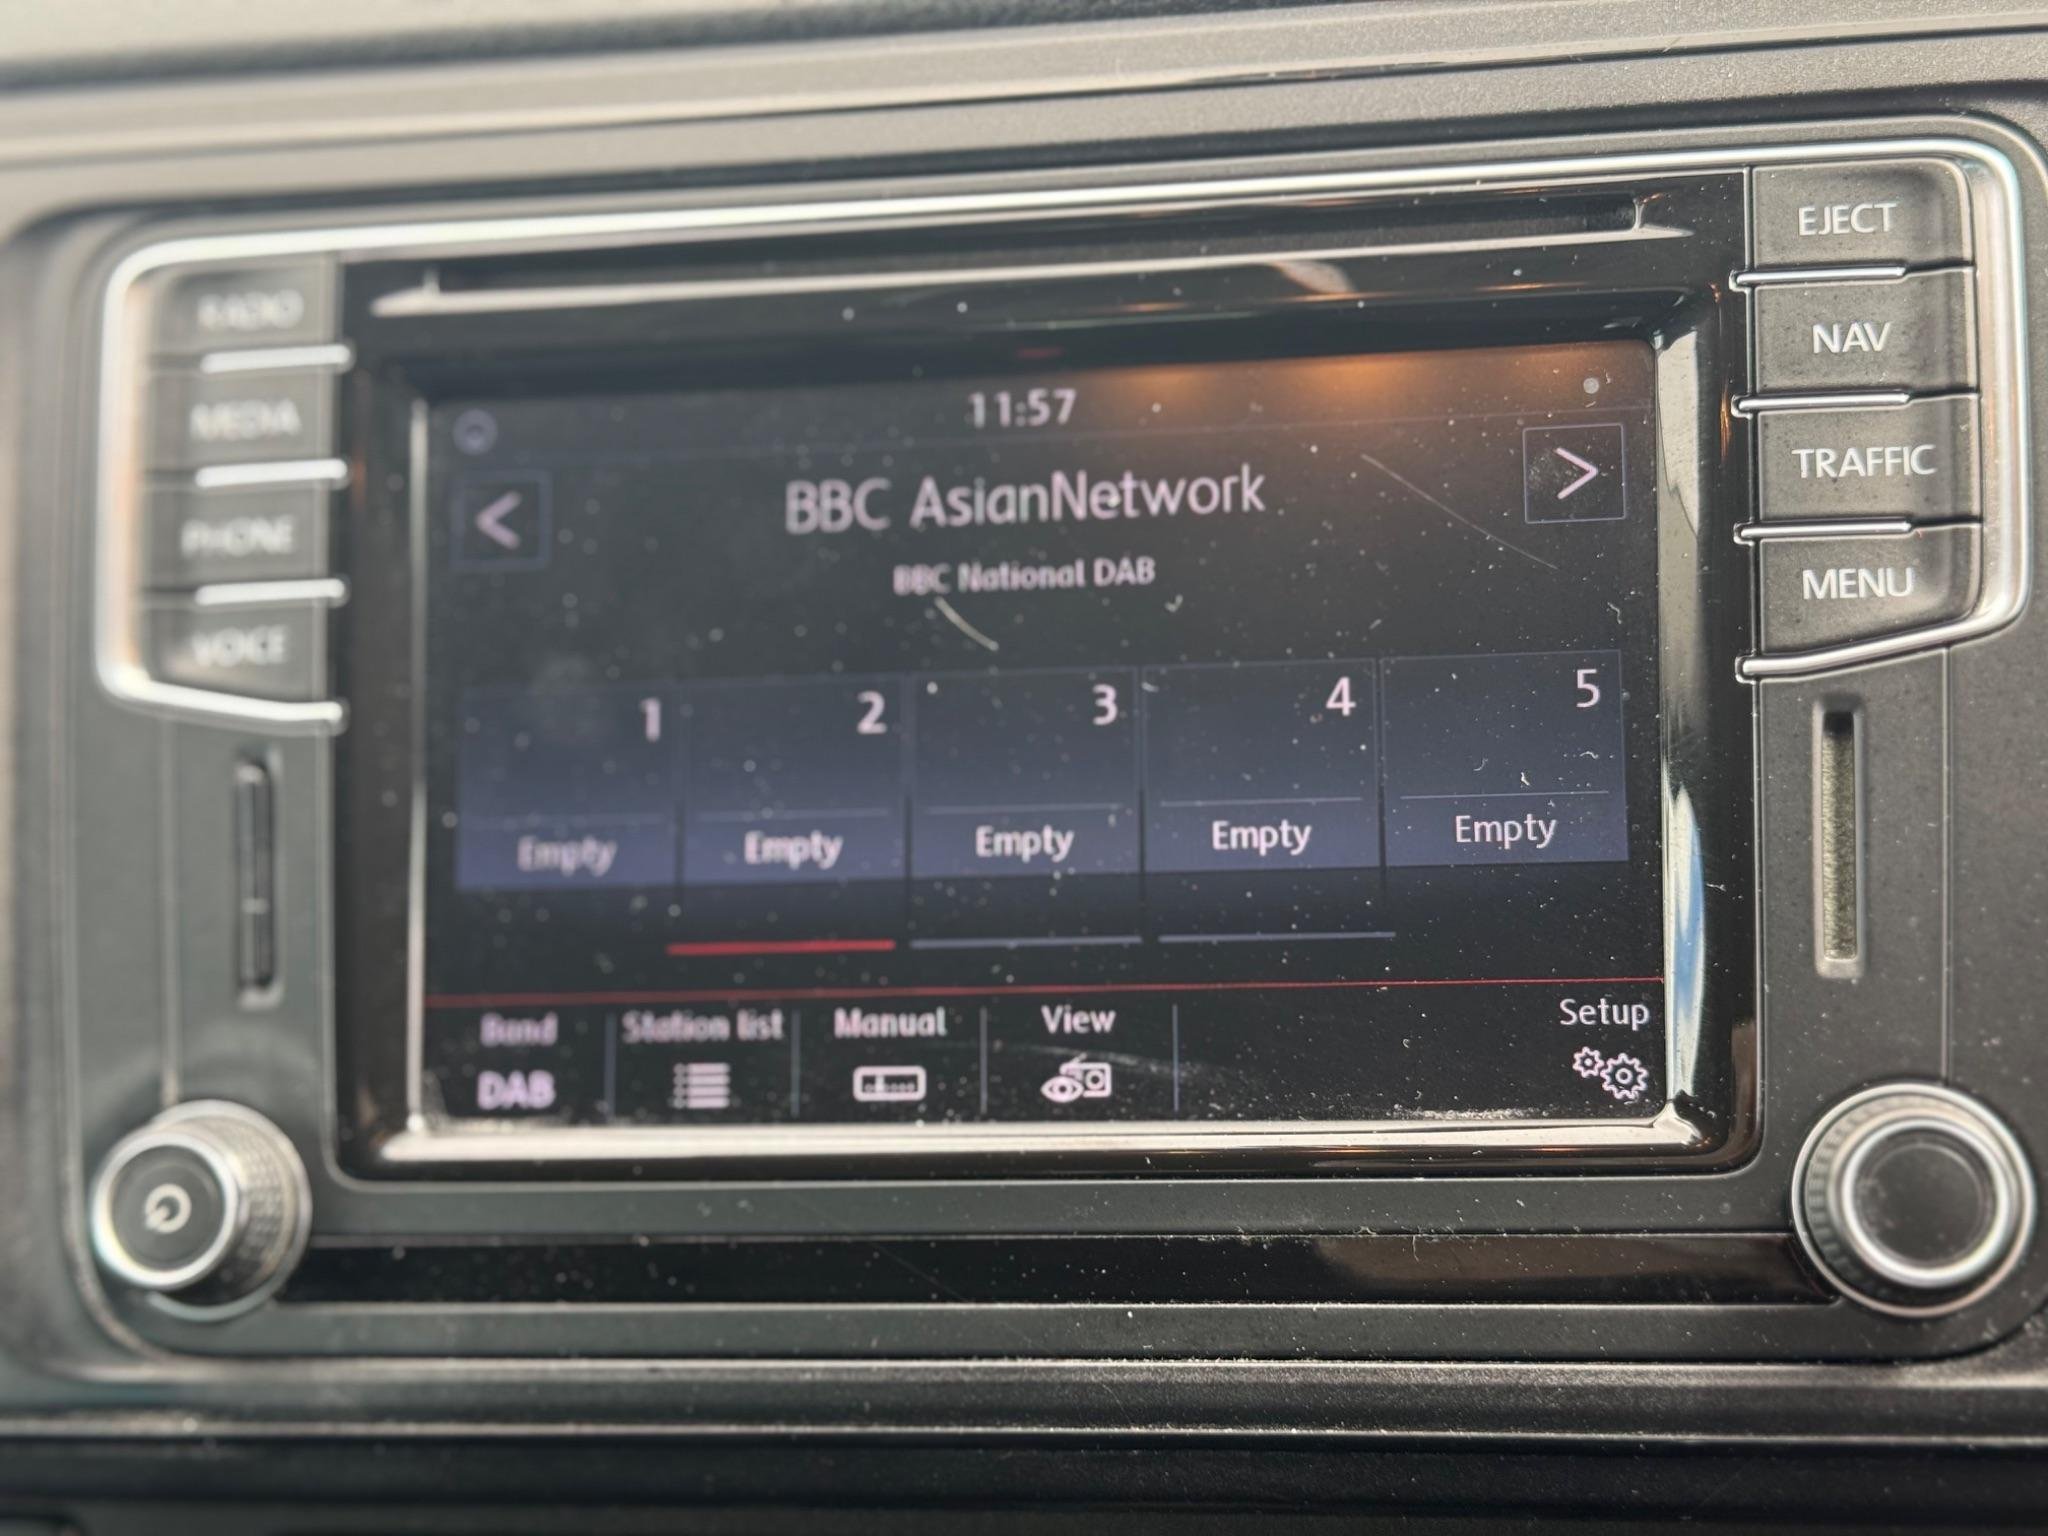 EJECT
RADIO
NAV
MEDIA
TRAFFIC
PHONE
MENU
VOICE
11:57
< BBC AsianNetwork >
BBC National DAB
1 2 3 4 5
Empty Empty Empty Empty Empty
Band Station list Manual View Setup
DAB